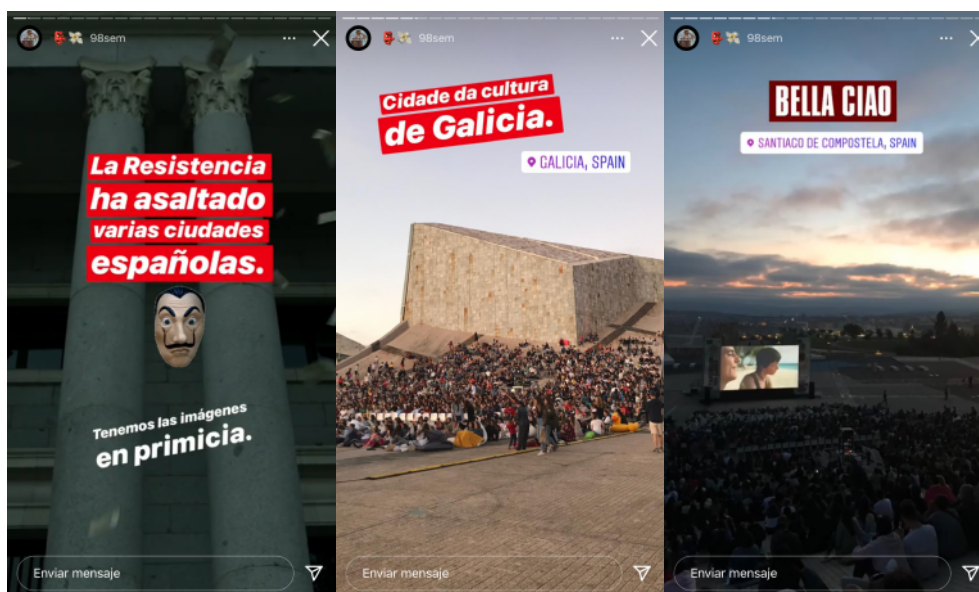 98sem
La Resistencia
ha asaltado
varias ciudades
españolas.
Tenemos las imágenes
en primicia.
Enviar mensaje
98sem
Cidade da cultura
de Galicia.
GALICIA, SPAIN
Enviar mensaje
98sem
BELLA CIAO
SANTIAGO DE COMPOSTELA, SPAIN
Enviar mensaje